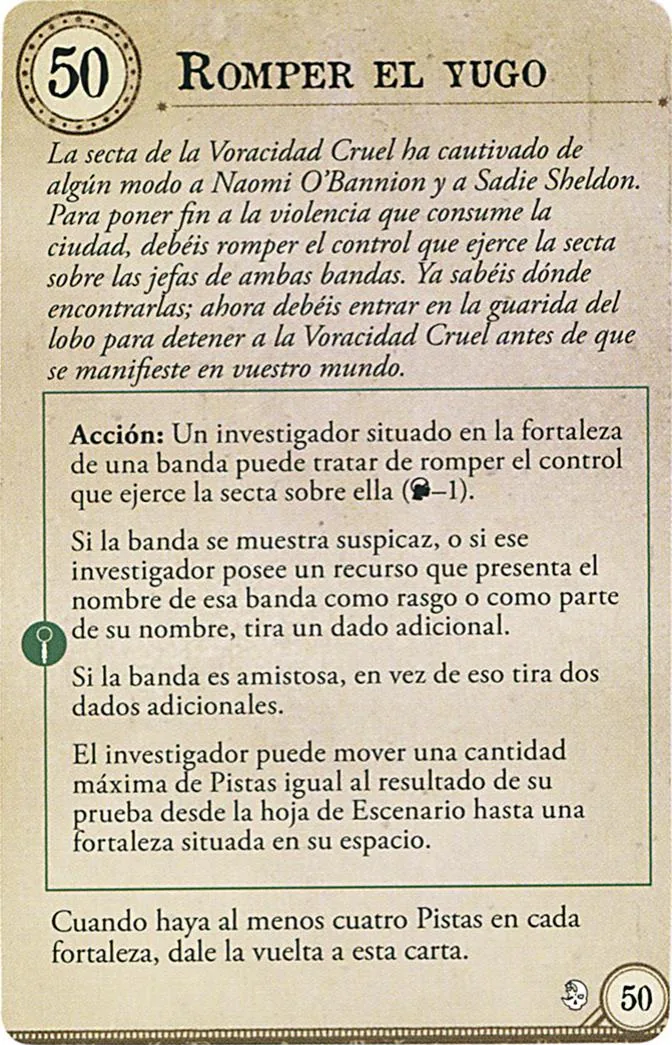 50
ROMPER EL YUGO
La secta de la Voracidad Cruel ha cautivado de
algún modo a Naomi O'Bannion y a Sadie Sheldon.
Para poner fin a la violencia que consume la
ciudad, debéis romper el control que ejerce la secta
sobre las jefas de ambas bandas. Ya sabéis dónde
encontrarlas; ahora debéis entrar en la guarida del
lobo para detener a la Voracidad Cruel antes de que
se manifieste en vuestro mundo.
Acción: Un investigador situado en la fortaleza
de una banda puede tratar de romper el control
que ejerce la secta sobre ella (–1).
Si la banda se muestra suspicaz, o si ese
investigador posee un recurso que presenta el
nombre de esa banda como rasgo o como parte
de su nombre, tira un dado adicional.
Si la banda es amistosa, en vez de eso tira dos
dados adicionales.
El investigador puede mover una cantidad
máxima de Pistas igual al resultado de su
prueba desde la hoja de Escenario hasta una
fortaleza situada en su espacio.
Cuando haya al menos cuatro Pistas en cada
fortaleza, dale la vuelta a esta carta.
50